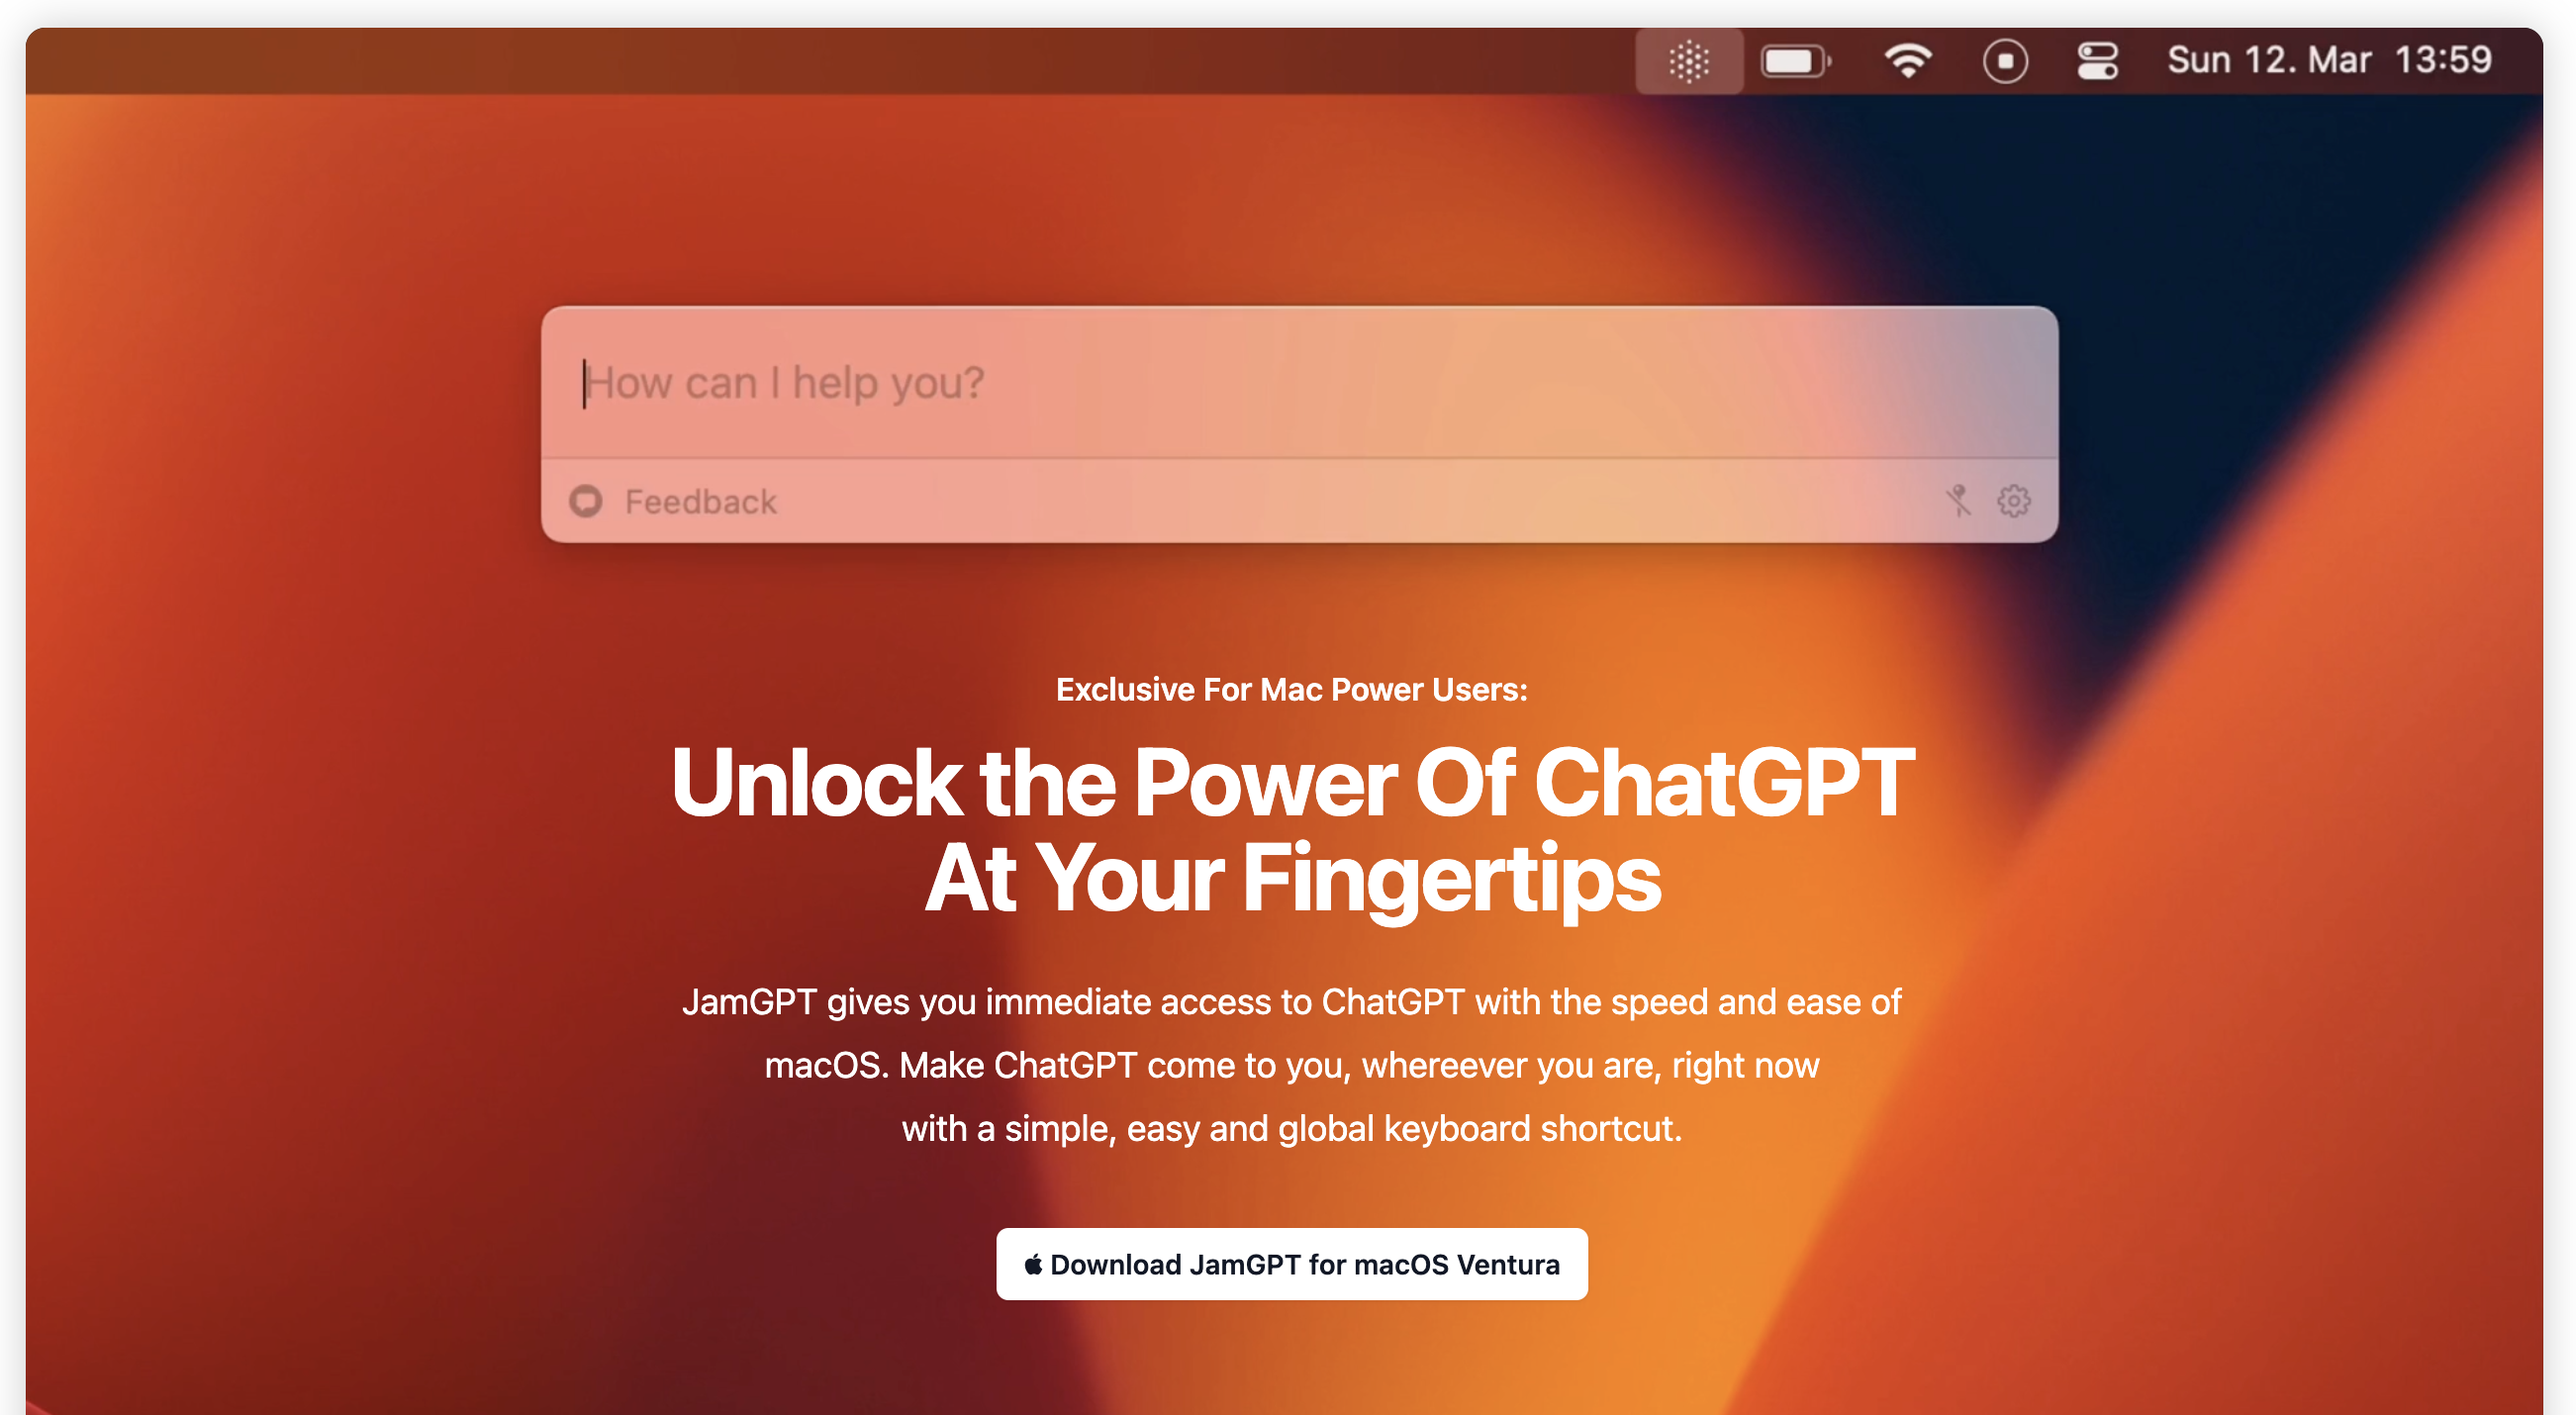 Sun 12. Mar 13:59
How can I help you?
Feedback
Exclusive For Mac Power Users:
Unlock the Power Of ChatGPT
At Your Fingertips
JamGPT gives you immediate access to ChatGPT with the speed and ease of
macOS. Make ChatGPT come to you, whereever you are, right now
with a simple, easy and global keyboard shortcut.
Download JamGPT for macOS Ventura